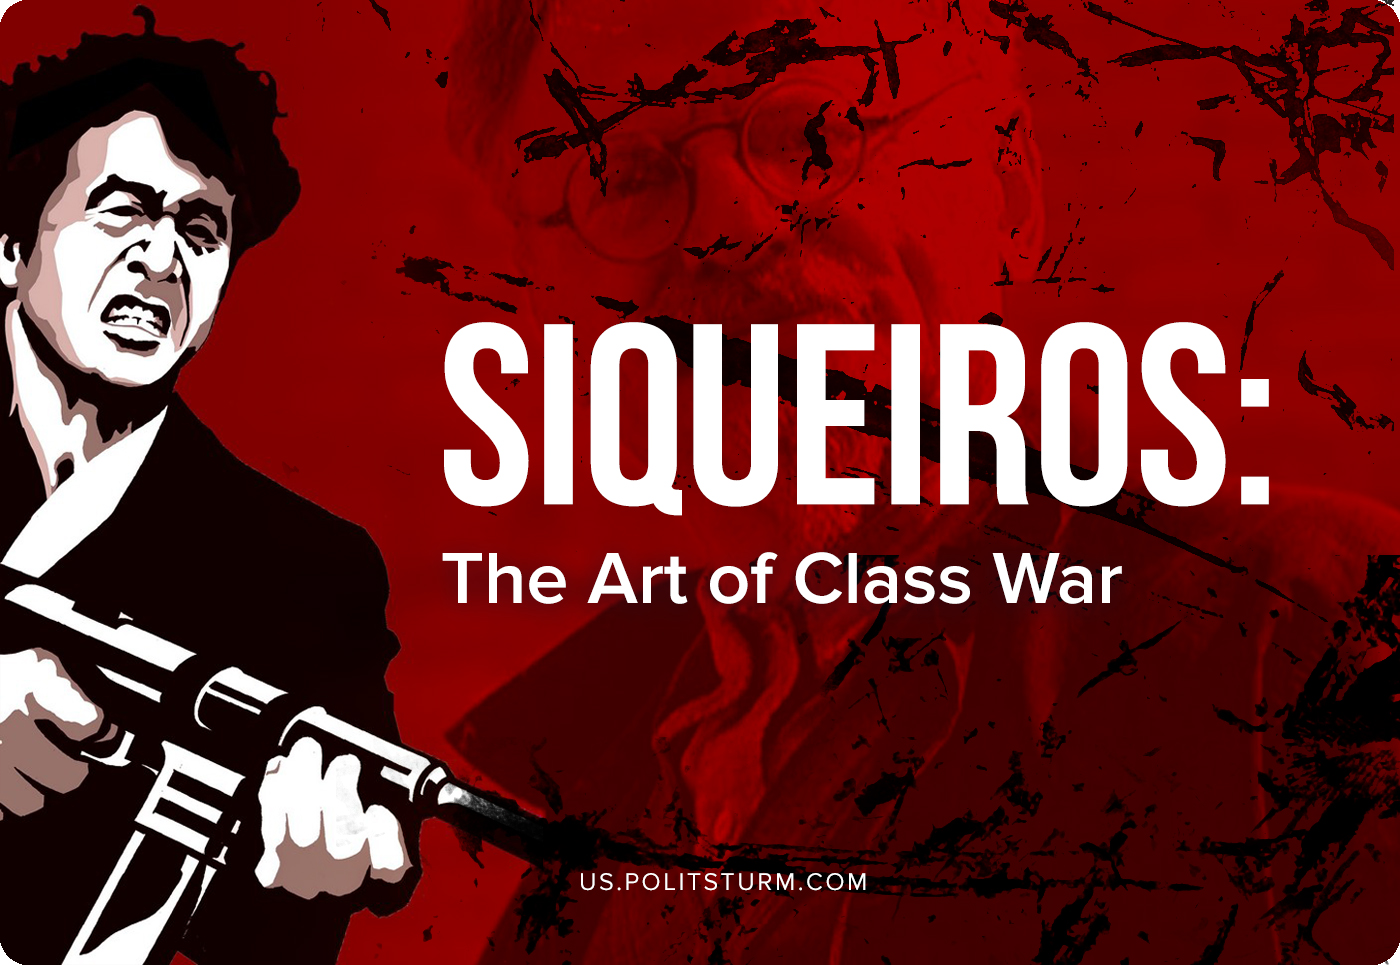 SIQUEIROS:
The Art of Class War
US.POLITSTURM.COM